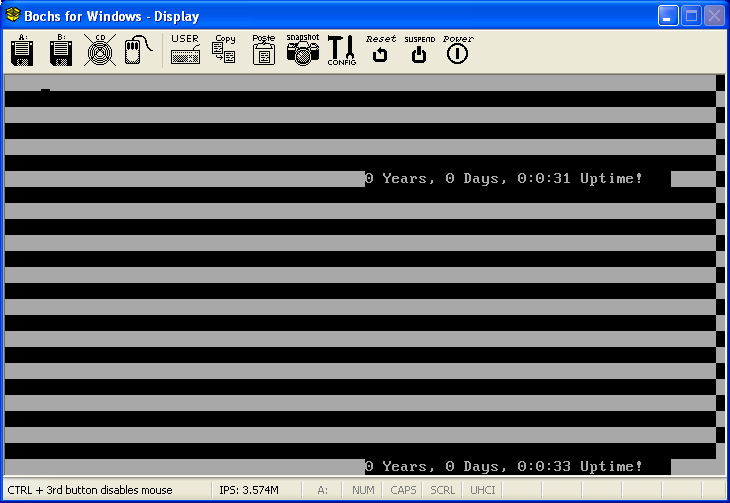 Bochs for Windows - Display
A: B: CD USER Copy Paste snapshot CONFIG Reset SUSPEND Power
0 Years, 0 Days, 0:0:31 Uptime!
0 Years, 0 Days, 0:0:33 Uptime!
CTRL + 3rd button disables mouse IPS: 3.574M A: NUM CAPS SCRL UHCI